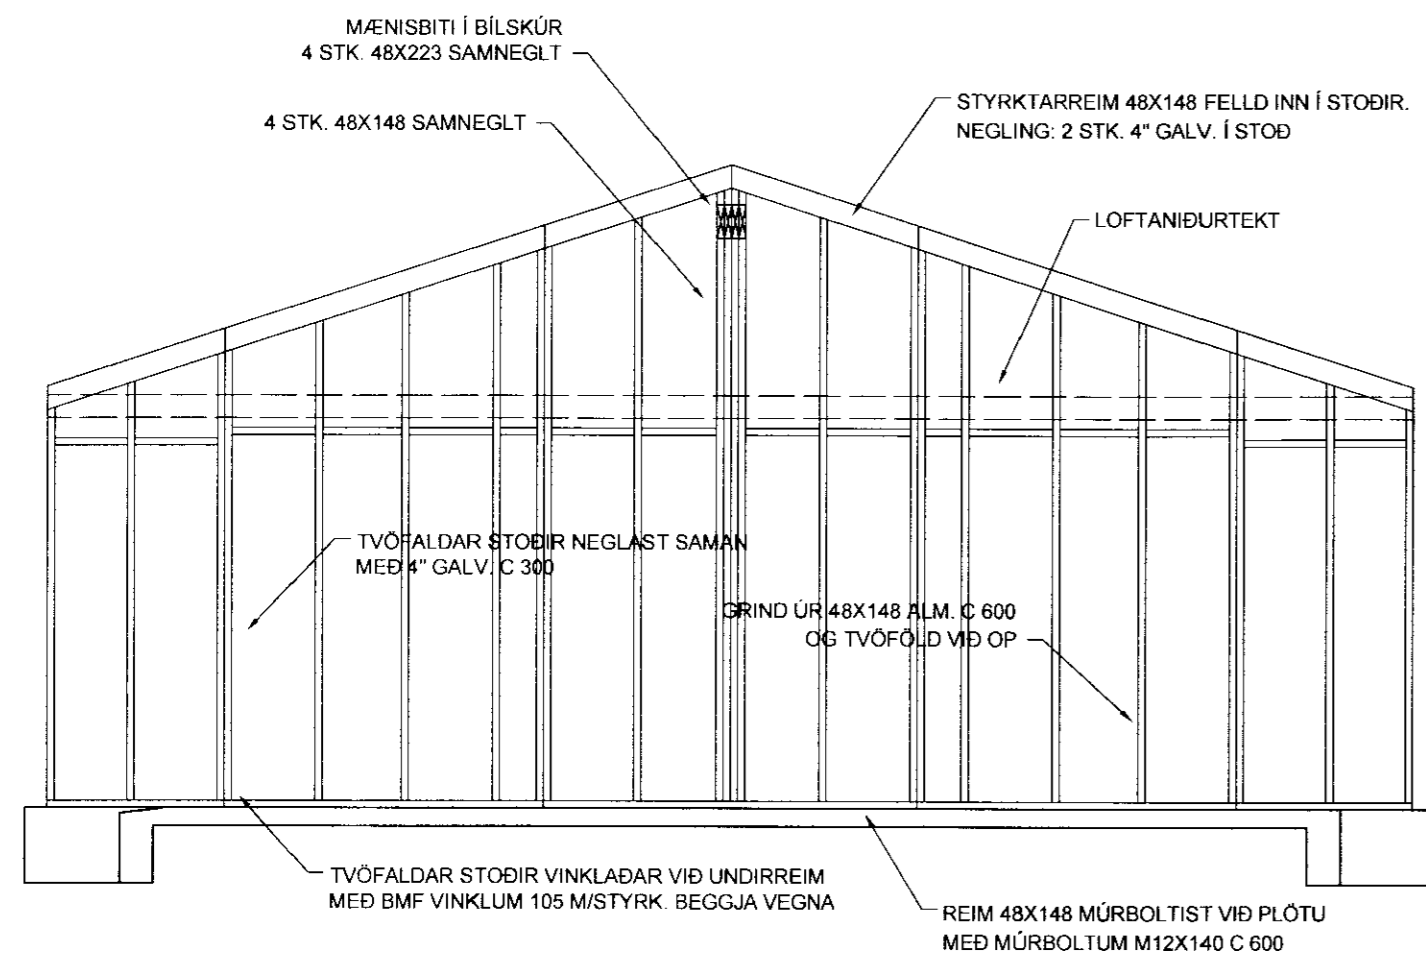 MÆNISBITI Í BÍLSKÚR
4 STK. 48X223 SAMNEGLT
4 STK. 48X148 SAMNEGLT
STYRKTARREIM 48X148 FELLD INN Í STOÐIR.
NEGLING: 2 STK. 4" GALV. Í STOÐ
LOFTANIÐURTEKT
TVÖFALDAR STOÐIR NEGLAST SAMAN
MEÐ 4" GALV. C 300
GRIND ÚR 48X148 ALM. C 600
OG TVÖFÖLD VIÐ OP
TVÖFALDAR STOÐIR VINKLAÐAR VIÐ UNDIRREIM
MEÐ BMF VINKLUM 105 M/STYRK. BEGGJA VEGNA
REIM 48X148 MÚRBOLTIST VIÐ PLÖTU
MEÐ MÚRBOLTUM M12X140 C 600